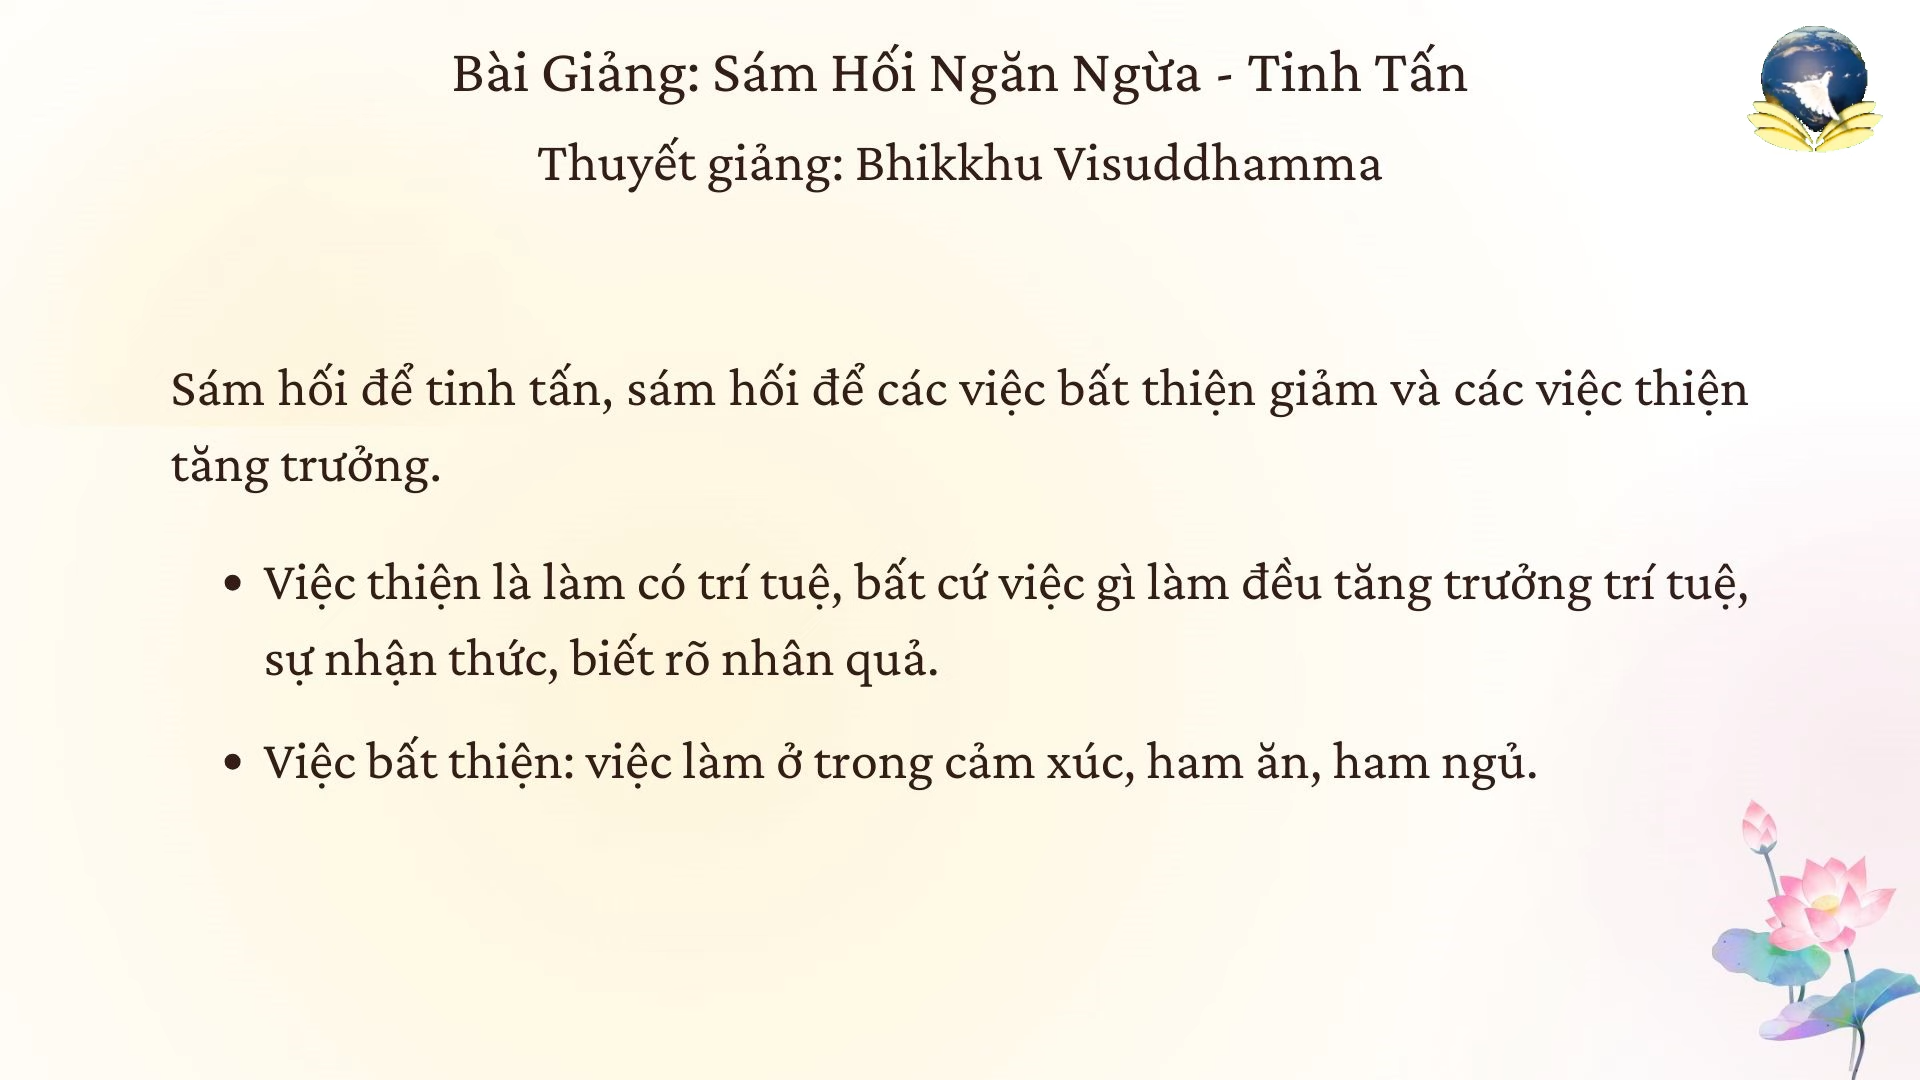 Bài Giảng: Sám Hối Ngăn Ngừa - Tinh Tấn
Thuyết giảng: Bhikkhu Visuddhamma
Sám hối để tinh tấn, sám hối để các việc bất thiện giảm và các việc thiện
tăng trưởng.
• Việc thiện là làm có trí tuệ, bất cứ việc gì làm đều tăng trưởng trí tuệ,
sự nhận thức, biết rõ nhân quả.
• Việc bất thiện: việc làm ở trong cảm xúc, ham ăn, ham ngủ.